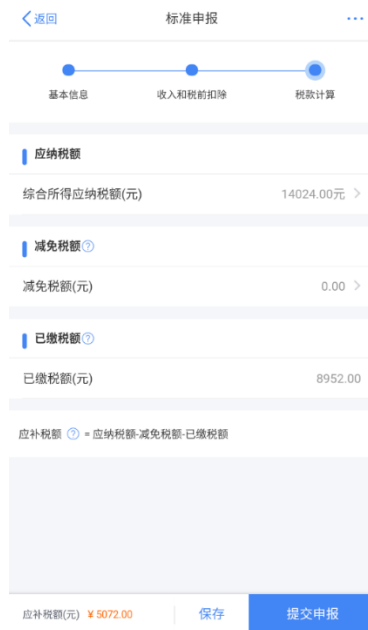 返回 标准申报 ...
基本信息 收入和税前扣除 税款计算
应纳税额
综合所得应纳税额(元) 14024.00元 >
减免税额?
减免税额(元) 0.00 >
已缴税额?
已缴税额(元) 8952.00
应补税额 ? = 应纳税额-减免税额-已缴税额
应补税额(元) ¥ 5072.00 保存 提交申报